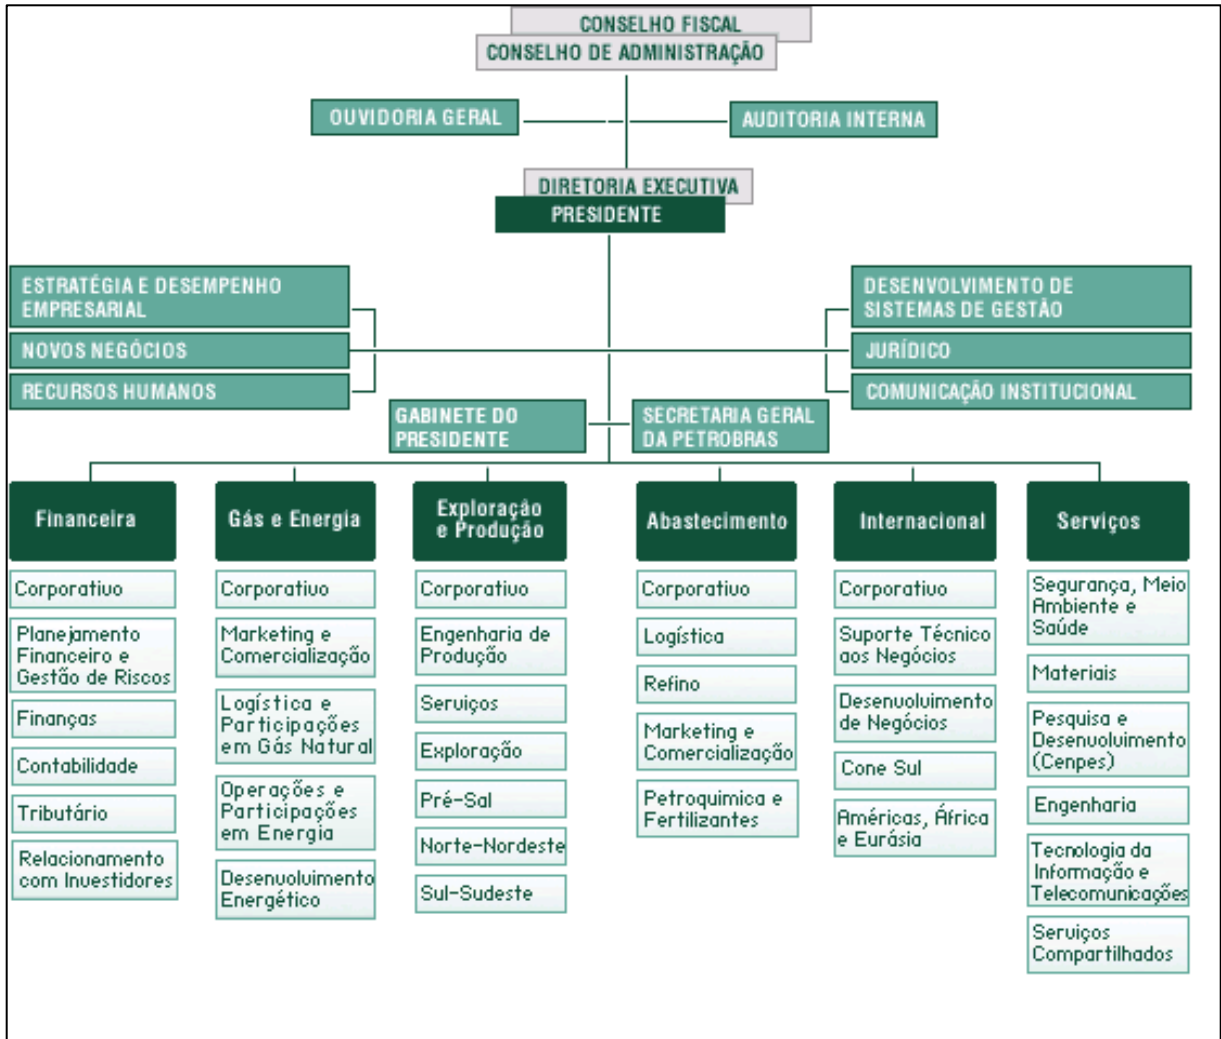 CONSELHO FISCAL
CONSELHO DE ADMINISTRAÇÃO
OUVIDORIA GERAL
AUDITORIA INTERNA
DIRETORIA EXECUTIVA
PRESIDENTE
ESTRATÉGIA E DESEMPENHO
EMPRESARIAL
NOVOS NEGÓCIOS
RECURSOS HUMANOS
DESENVOLVIMENTO DE
SISTEMAS DE GESTÃO
JURÍDICO
COMUNICAÇÃO INSTITUCIONAL
GABINETE DO
PRESIDENTE
SECRETARIA GERAL
DA PETROBRAS
Financeira
Corporativo
Planejamento
Financeiro e
Gestão de Riscos
Finanças
Contabilidade
Tributário
Relacionamento
com Investidores
Gás e Energia
Corporativo
Marketing e
Comercialização
Logística e
Participações
em Gás Natural
Operações e
Participações
em Energia
Desenvolvimento
Energético
Exploração
e Produção
Corporativo
Engenharia de
Produção
Serviços
Exploração
Pré-Sal
Norte-Nordeste
Sul-Sudeste
Abastecimento
Corporativo
Logística
Refino
Marketing e
Comercialização
Petroquimica e
Fertilizantes
Internacional
Corporativo
Suporte Técnico
aos Negócios
Desenvolvimento
de Negócios
Cone Sul
Américas, África
e Eurásia
Serviços
Segurança, Meio
Ambiente e
Saúde
Materiais
Pesquisa e
Desenvolvimento
(Cenpes)
Engenharia
Tecnologia da
Informação e
Telecomunicações
Serviços
Compartilhados